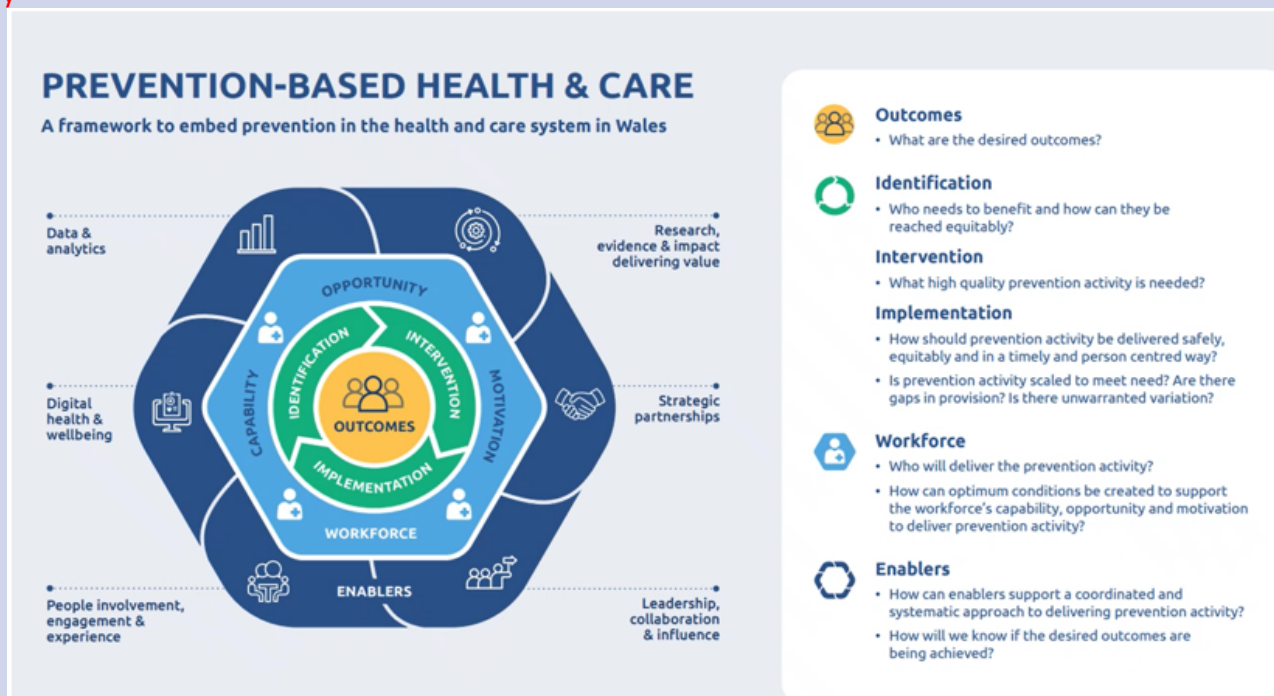 PREVENTION-BASED HEALTH & CARE
A framework to embed prevention in the health and care system in Wales
Data &
analytics
Research,
evidence & impact
delivering value
Digital
health &
wellbeing
Strategic
partnerships
People involvement,
engagement &
experience
Leadership,
collaboration
& influence
OPPORTUNITY
CAPABILITY
MOTIVATION
IDENTIFICATION
INTERVENTION
IMPLEMENTATION
OUTCOMES
WORKFORCE
ENABLERS
Outcomes
• What are the desired outcomes?
Identification
• Who needs to benefit and how can they be
reached equitably?
Intervention
• What high quality prevention activity is needed?
Implementation
• How should prevention activity be delivered safely,
equitably and in a timely and person centred way?
• Is prevention activity scaled to meet need? Are there
gaps in provision? Is there unwarranted variation?
Workforce
• Who will deliver the prevention activity?
• How can optimum conditions be created to support
the workforce's capability, opportunity and motivation
to deliver prevention activity?
Enablers
• How can enablers support a coordinated and
systematic approach to delivering prevention activity?
• How will we know if the desired outcomes are
being achieved?